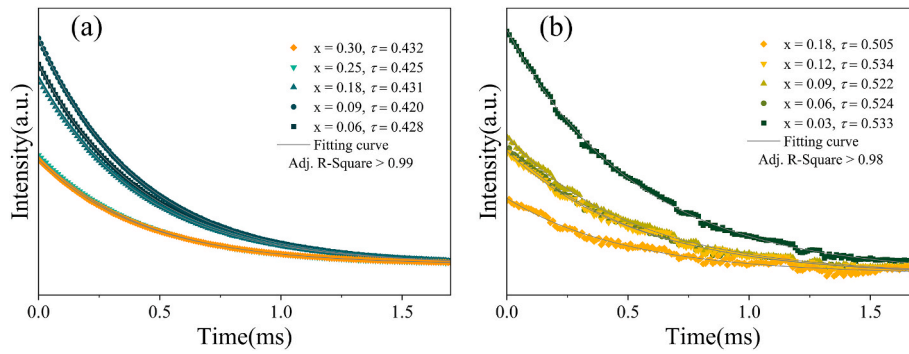 (a)
x = 0.30, τ = 0.432
x = 0.25, τ = 0.425
x = 0.18, τ = 0.431
x = 0.09, τ = 0.420
x = 0.06, τ = 0.428
Fitting curve
Adj. R-Square > 0.99
Intensity(a.u.)
0.0 0.5 1.0 1.5
Time(ms)
(b)
x = 0.18, τ = 0.505
x = 0.12, τ = 0.534
x = 0.09, τ = 0.522
x = 0.06, τ = 0.524
x = 0.03, τ = 0.533
Fitting curve
Adj. R-Square > 0.98
Intensity(a.u.)
0.0 0.5 1.0 1.5
Time(ms)